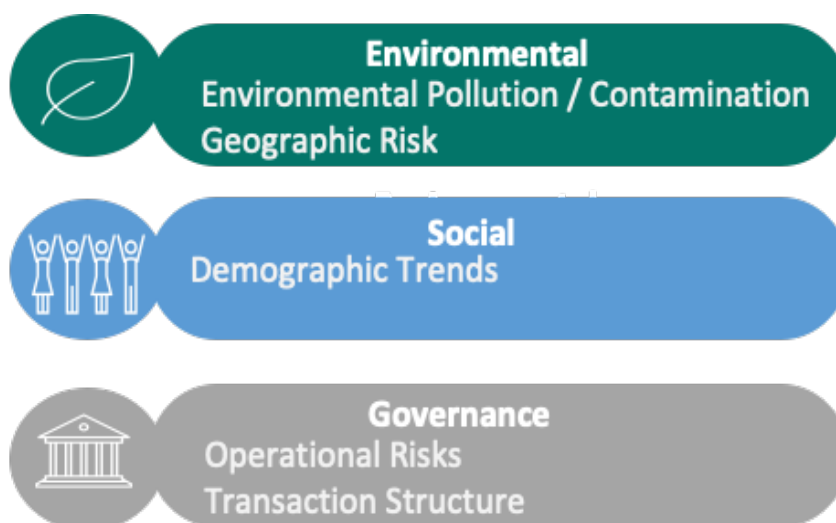 Environmental
Environmental Pollution / Contamination
Geographic Risk
Social
Demographic Trends
Governance
Operational Risks
Transaction Structure